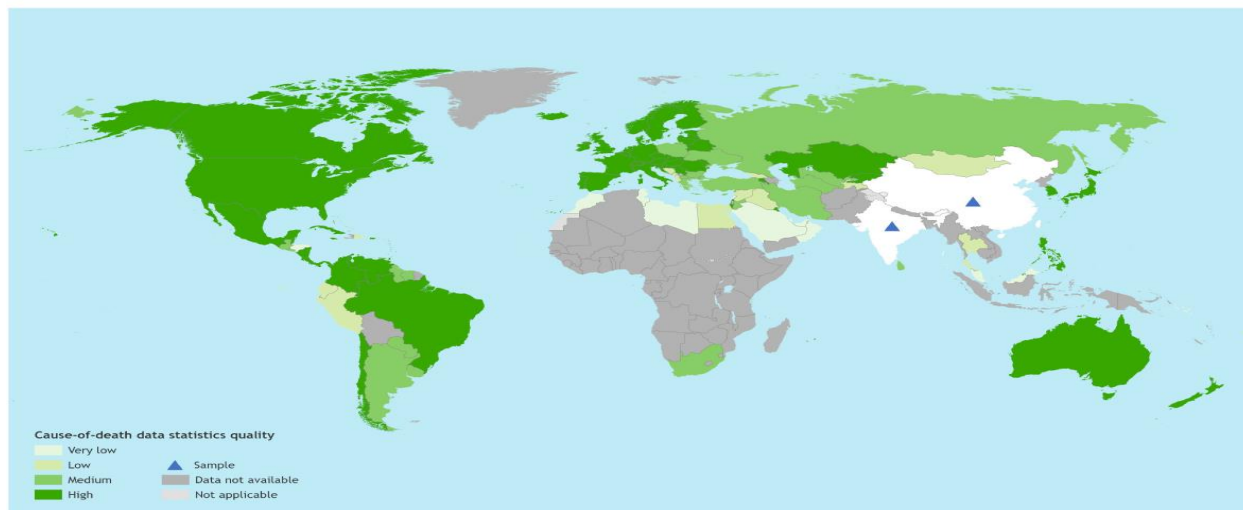 Cause-of-death data statistics quality
Very low
Low
Medium
High
Sample
Data not available
Not applicable